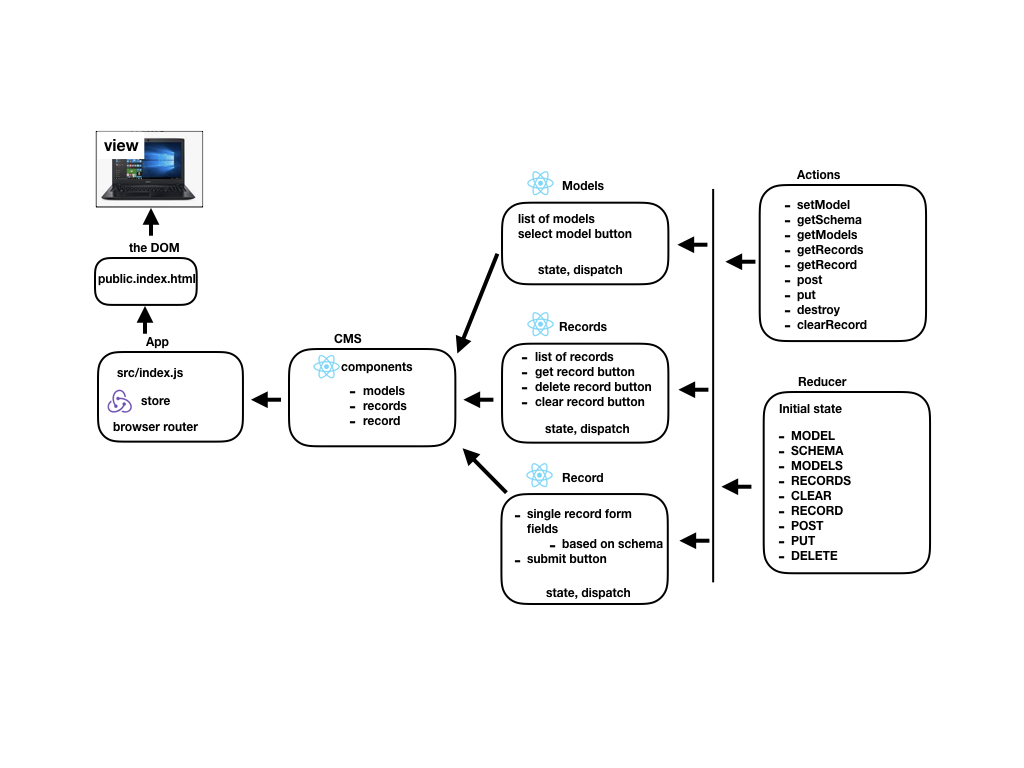 view
the DOM
public.index.html
App
src/index.js
store
browser router
CMS
components
- models
- records
- record
Models
list of models
select model button
state, dispatch
Records
- list of records
- get record button
- delete record button
- clear record button
state, dispatch
Record
- single record form
fields
- based on schema
- submit button
state, dispatch
Actions
- setModel
- getSchema
- getModels
- getRecords
- getRecord
- post
- put
- destroy
- clearRecord
Reducer
Initial state
- MODEL
- SCHEMA
- MODELS
- RECORDS
- CLEAR
- RECORD
- POST
- PUT
- DELETE